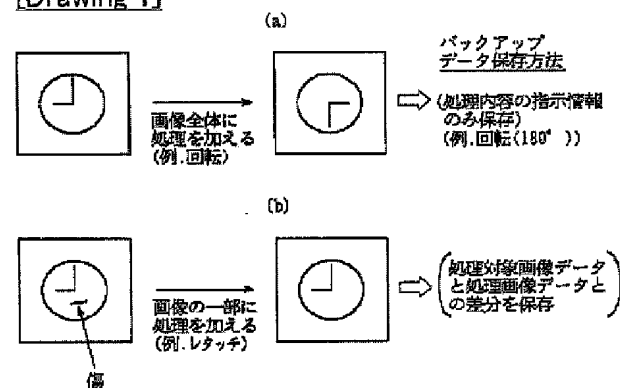 [Drawing 1]
(a)
画像全体に
処理を加える
(例.回転)
バックアップ
データ保存方法
(処理内容の指示情報
のみ保存)
(例.回転(180°))
(b)
画像の一部に
処理を加える
(例.レタッチ)
処理対象画像データ
と処理画像データと
の差分を保存
傷